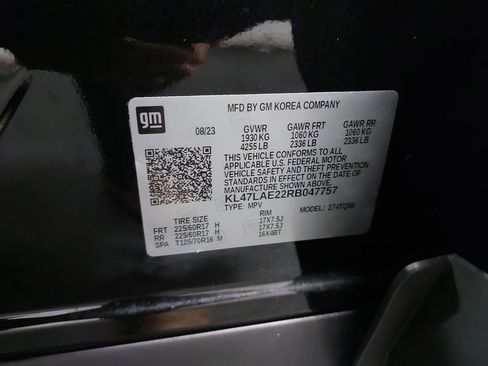 MFD BY GM KOREA COMPANY
gm
08/23 GVWR GAWR FRT GAWR RR
1930 KG 1060 KG 1060 KG
4255 LB 2336 LB 2336 LB
THIS VEHICLE CONFORMS TO ALL APPLICABLE
U.S. FEDERAL MOTOR
VEHICLE SAFETY AND THEFT PREVENTION
STANDARDS IN EFFECT ON THE DATE OF
MANUFACTURE SHOWN ABOVE.
KL47LAE22RB047757
TYPE: MPV
TIRE SIZE RIM
FRT 225/60R17 H 17X7.5J
RR 225/60R17 H 17X7.5J
SPA T125/70R16 M 16X4BT